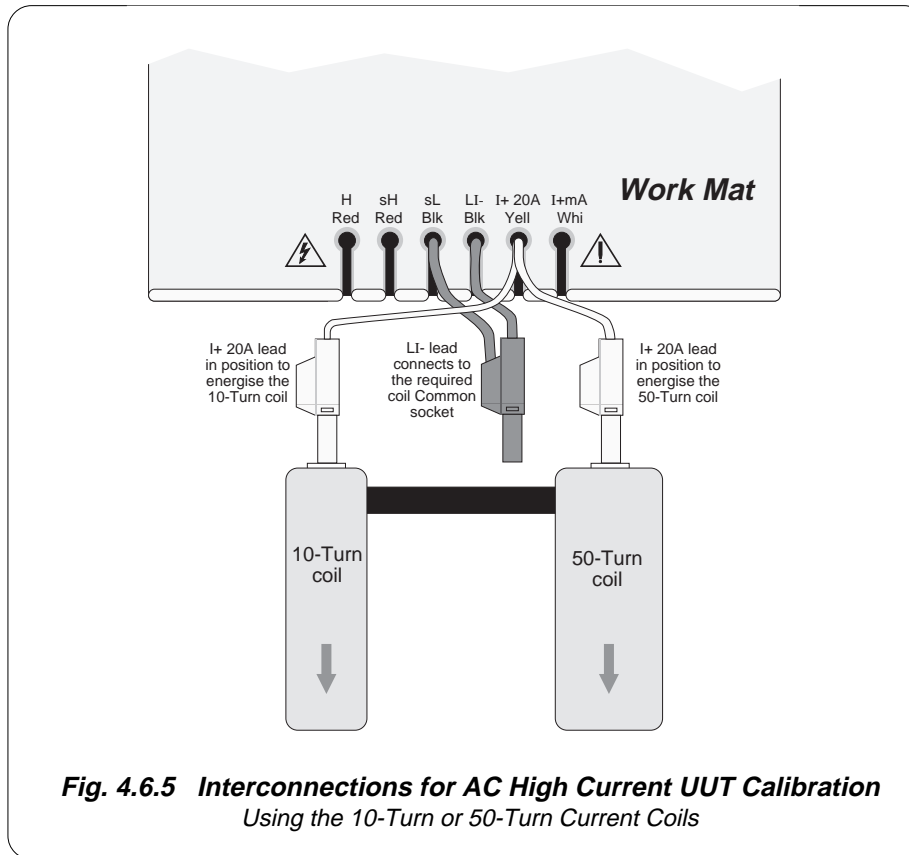 Work Mat
H sH sL LI- I+ 20A I+mA
Red Red Blk Blk Yell Whi
I+ 20A lead
in position to
energise the
10-Turn coil
LI- lead
connects to
the required
coil Common
socket
I+ 20A lead
in position to
energise the
50-Turn coil
10-Turn
coil
50-Turn
coil
Fig. 4.6.5 Interconnections for AC High Current UUT Calibration
Using the 10-Turn or 50-Turn Current Coils